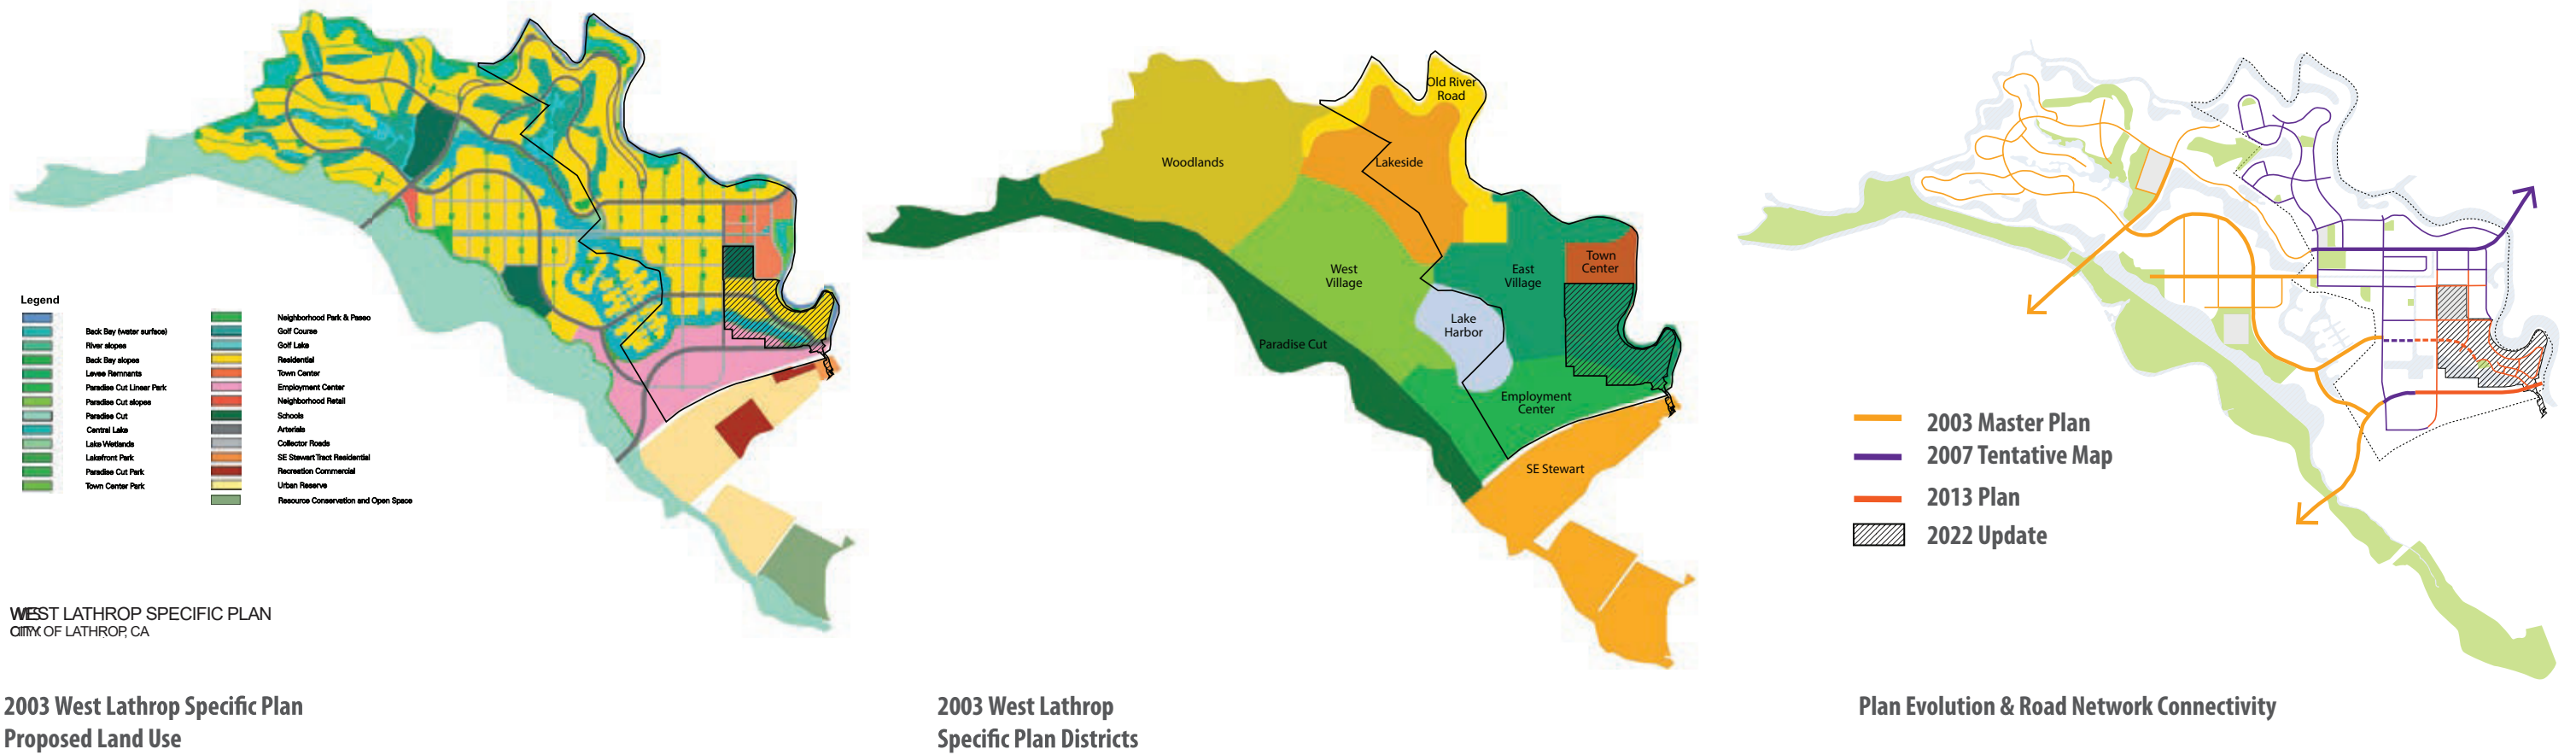 Legend
Back Bay (water surface)
River slopes
Back Bay slopes
Levee Remnants
Paradise Cut Linear Park
Paradise Cut slopes
Paradise Cut
Central Lake
Lake Wetlands
Lakefront Park
Paradise Cut Park
Town Center Park
Neighborhood Park & Paseo
Golf Course
Golf Lake
Residential
Town Center
Employment Center
Neighborhood Retail
Schools
Arterials
Collector Roads
SE Stewart Tract Residential
Recreation Commercial
Urban Reserve
Resource Conservation and Open Space
WEST LATHROP SPECIFIC PLAN
CITY OF LATHROP, CA
2003 West Lathrop Specific Plan
Proposed Land Use
Old River
Road
Woodlands
Lakeside
West
Village
East
Village
Town
Center
Lake
Harbor
Paradise Cut
Employment
Center
SE Stewart
2003 West Lathrop
Specific Plan Districts
2003 Master Plan
2007 Tentative Map
2013 Plan
2022 Update
Plan Evolution & Road Network Connectivity